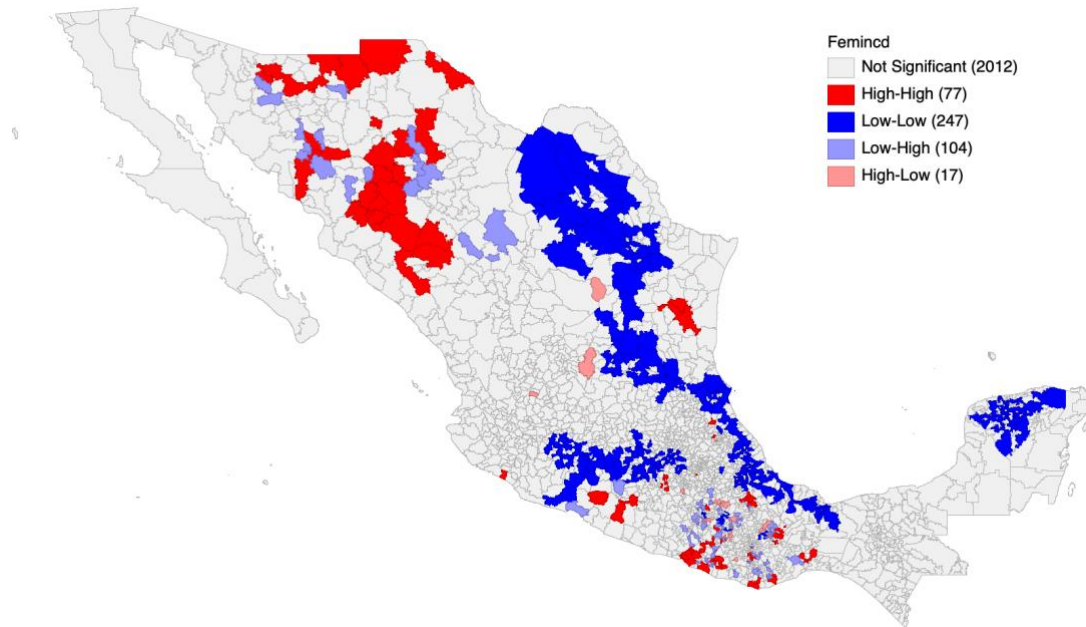 Femincd
Not Significant (2012)
High-High (77)
Low-Low (247)
Low-High (104)
High-Low (17)